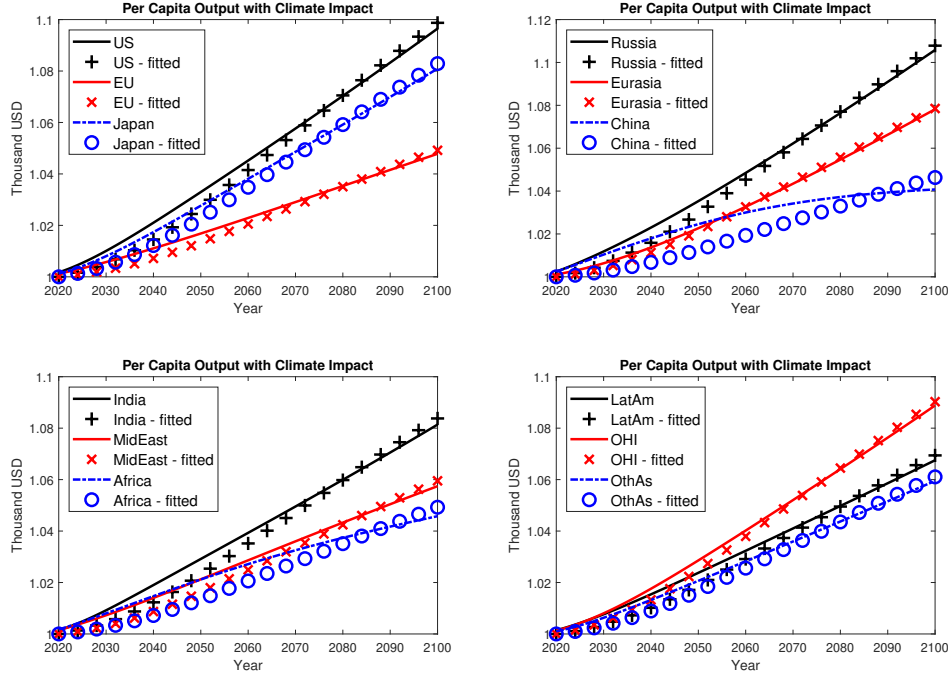 Per Capita Output with Climate Impact
1.1
1.08
1.06
1.04
1.02
1
Thousand USD
US
US - fitted
EU
EU - fitted
Japan
Japan - fitted
2020 2030 2040 2050 2060 2070 2080 2090 2100
Year
Per Capita Output with Climate Impact
1.12
1.1
1.08
1.06
1.04
1.02
1
Thousand USD
Russia
Russia - fitted
Eurasia
Eurasia - fitted
China
China - fitted
2020 2030 2040 2050 2060 2070 2080 2090 2100
Year
Per Capita Output with Climate Impact
1.1
1.08
1.06
1.04
1.02
1
Thousand USD
India
India - fitted
MidEast
MidEast - fitted
Africa
Africa - fitted
2020 2030 2040 2050 2060 2070 2080 2090 2100
Year
Per Capita Output with Climate Impact
1.1
1.08
1.06
1.04
1.02
1
Thousand USD
LatAm
LatAm - fitted
OHI
OHI - fitted
OthAs
OthAs - fitted
2020 2030 2040 2050 2060 2070 2080 2090 2100
Year